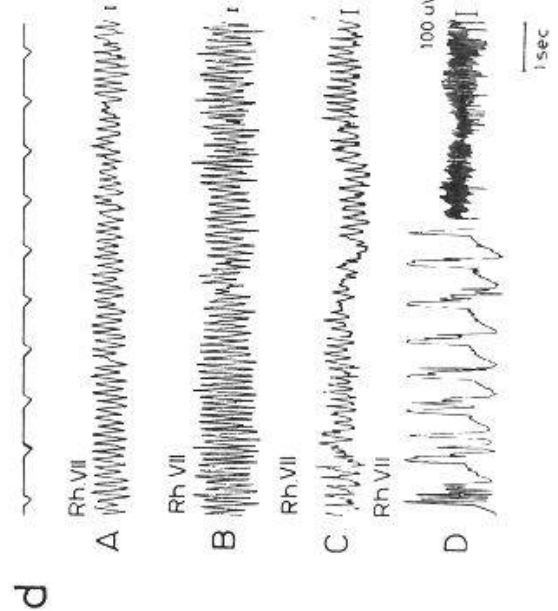 Rh.VII
A
Rh VII
B
Rh.VII
C
Rh VII
D
100 uV
1 sec
d